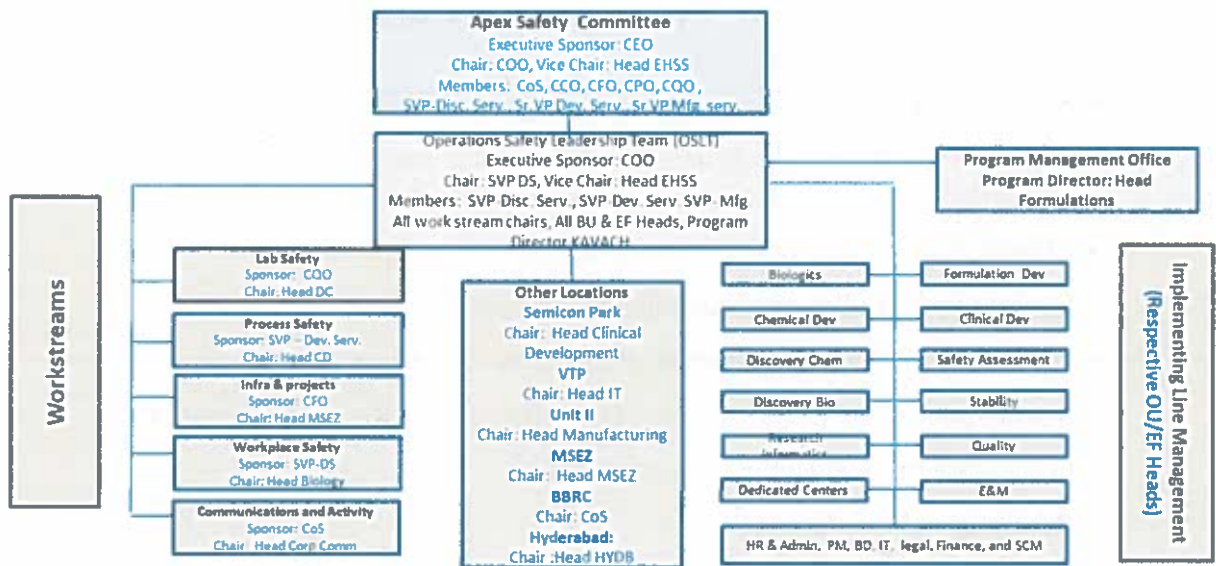 Apex Safety Committee
Executive Sponsor: CEO
Chair: COO, Vice Chair: Head EHSS
Members: CoS, CCO, CFO, CPO, CQO,
SVP-Disc. Serv., Sr.VP Dev. Serv., Sr.VP Mfg. serv.
Operations Safety Leadership Team (OSLT)
Executive Sponsor: COO
Chair: SVP DS, Vice Chair: Head EHSS
Members: SVP-Disc. Serv., SVP-Dev. Serv. SVP-Mfg
All work stream chairs, All BU & EF Heads, Program
Director KAVACH
Program Management Office
Program Director: Head
Formulations
Workstreams
Lab Safety
Sponsor: CQO
Chair: Head DC
Process Safety
Sponsor: SVP – Dev. Serv.
Chair: Head CD
Infra & projects
Sponsor: CFO
Chair: Head MSEZ
Workplace Safety
Sponsor: SVP-DS
Chair: Head Biology
Communications and Activity
Sponsor: CoS
Chair: Head Corp Comm
Other Locations
Semicon Park
Chair: Head Clinical
Development
VTP
Chair: Head IT
Unit II
Chair: Head Manufacturing
MSEZ
Chair: Head MSEZ
BBRC
Chair: CoS
Hyderabad:
Chair :Head HYDB
Biologics
Formulation Dev
Chemical Dev
Clinical Dev
Discovery Chem
Safety Assessment
Discovery Bio
Stability
Research
Informatics
Quality
Dedicated Centers
E&M
HR & Admin, PM, BD, IT, legal, Finance, and SCM
Implementing Line Management
(Respective OU/EF Heads)